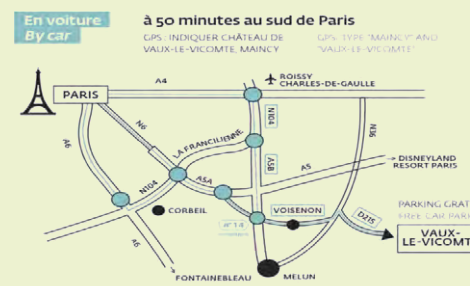 En voiture
By car
à 50 minutes au sud de Paris
GPS : INDIQUER CHÂTEAU DE
VAUX-LE-VICOMTE, MAINCY
GPS: TYPE "MAINCY" AND
"VAUX-LE-VICOMTE"
PARIS
A4
ROISSY
CHARLES-DE-GAULLE
N104
N6
LA FRANCILIENNE
N36
A6
A5B
A5
DISNEYLAND
RESORT PARIS
N104
A5A
CORBEIL
VOISENON
D215
PARKING GRAT
FREE CAR PARK
VAUX-
LE-VICOMT
A6
FONTAINEBLEAU
MELUN